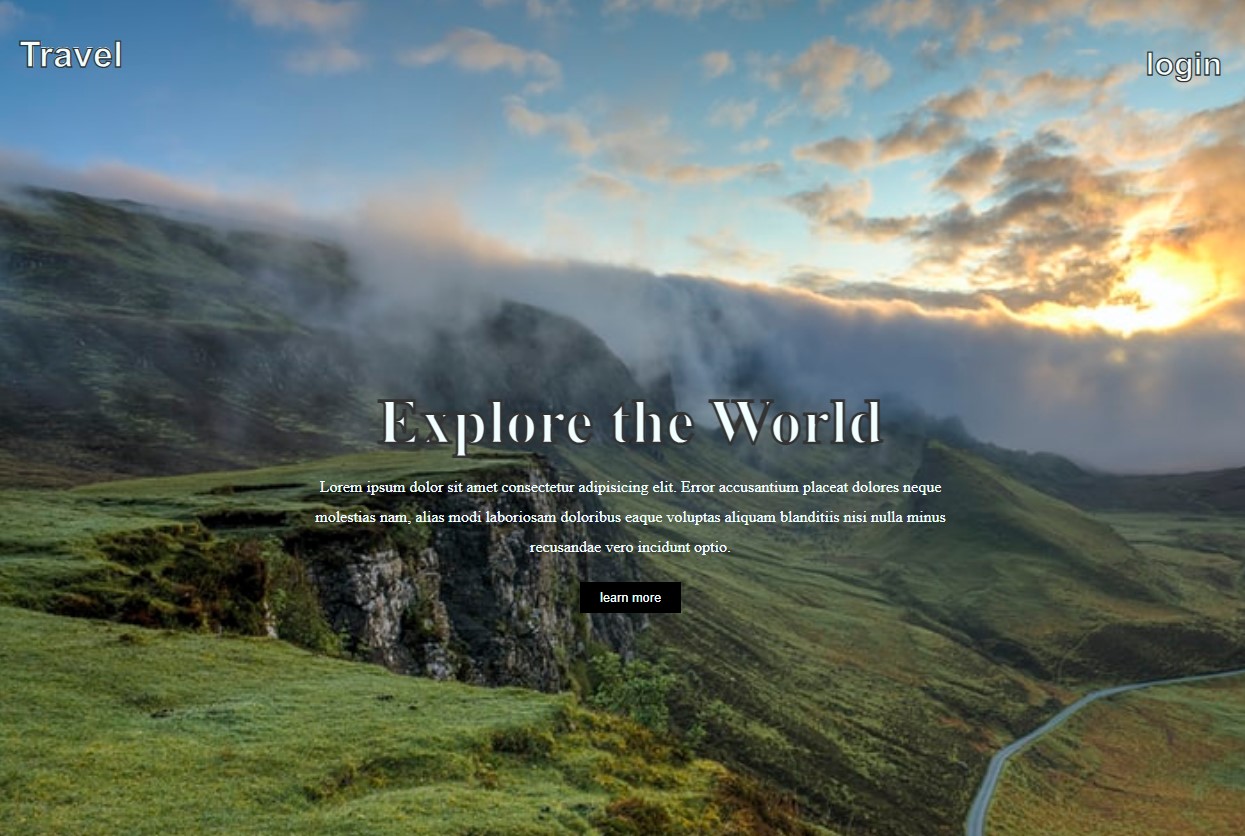 Travel
login
Explore the World
Lorem ipsum dolor sit amet consectetur adipisicing elit. Error accusantium placeat dolores neque
molestias nam, alias modi laboriosam doloribus eaque voluptas aliquam blanditiis nisi nulla minus
recusandae vero incidunt optio.
learn more